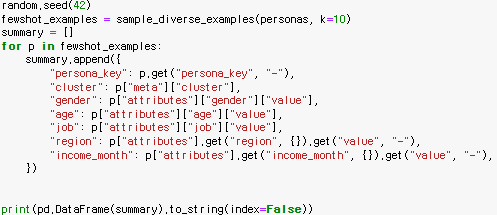 random.seed(42)
fewshot_examples = sample_diverse_examples(personas, k=10)
summary = []
for p in fewshot_examples:
    summary.append({
        "persona_key": p.get("persona_key", "-"),
        "cluster": p["meta"]["cluster"],
        "gender": p["attributes"]["gender"]["value"],
        "age": p["attributes"]["age"]["value"],
        "job": p["attributes"]["job"]["value"],
        "region": p["attributes"].get("region", {}).get("value", "-"),
        "income_month": p["attributes"].get("income_month", {}).get("value", "-"),
    })
print(pd.DataFrame(summary).to_string(index=False))